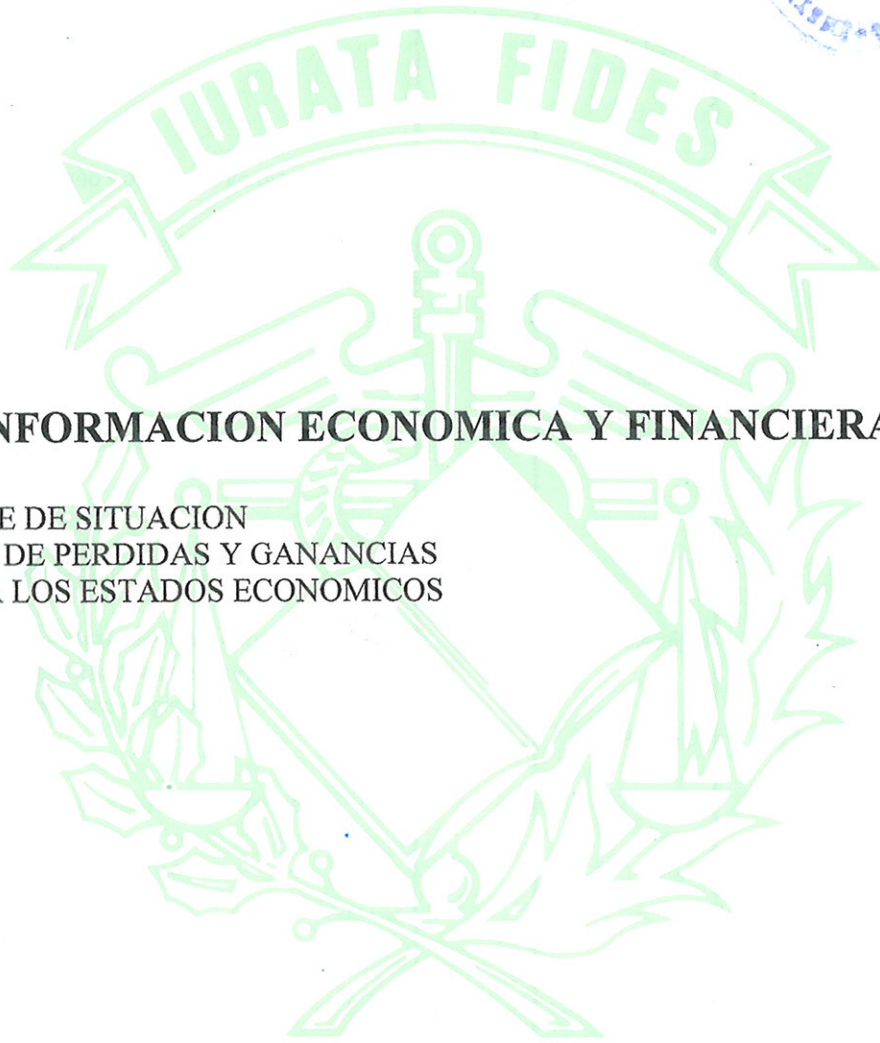 IURATA FIDES
NFORMACION ECONOMICA Y FINANCIERA
E DE SITUACION
DE PERDIDAS Y GANANCIAS
A LOS ESTADOS ECONOMICOS